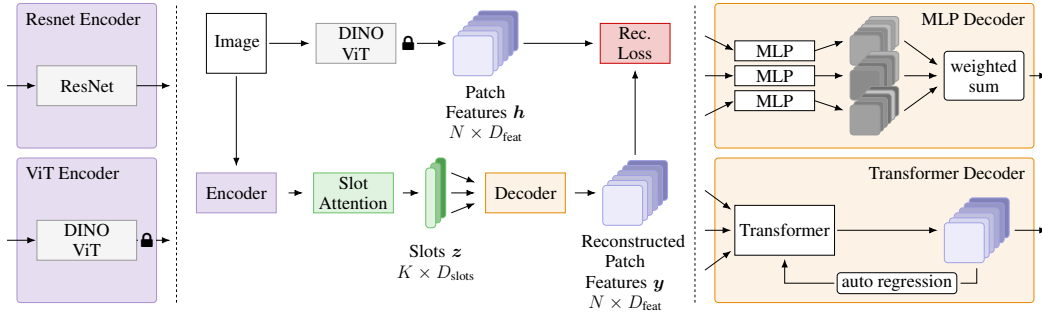 Resnet Encoder
ResNet
ViT Encoder
DINO
ViT
Image
DINO
ViT
Patch
Features h
N × D_feat
Rec.
Loss
Encoder
Slot
Attention
Slots z
K × D_slots
Decoder
Reconstructed
Patch
Features y
N × D_feat
MLP Decoder
MLP
MLP
MLP
weighted
sum
Transformer Decoder
Transformer
auto regression